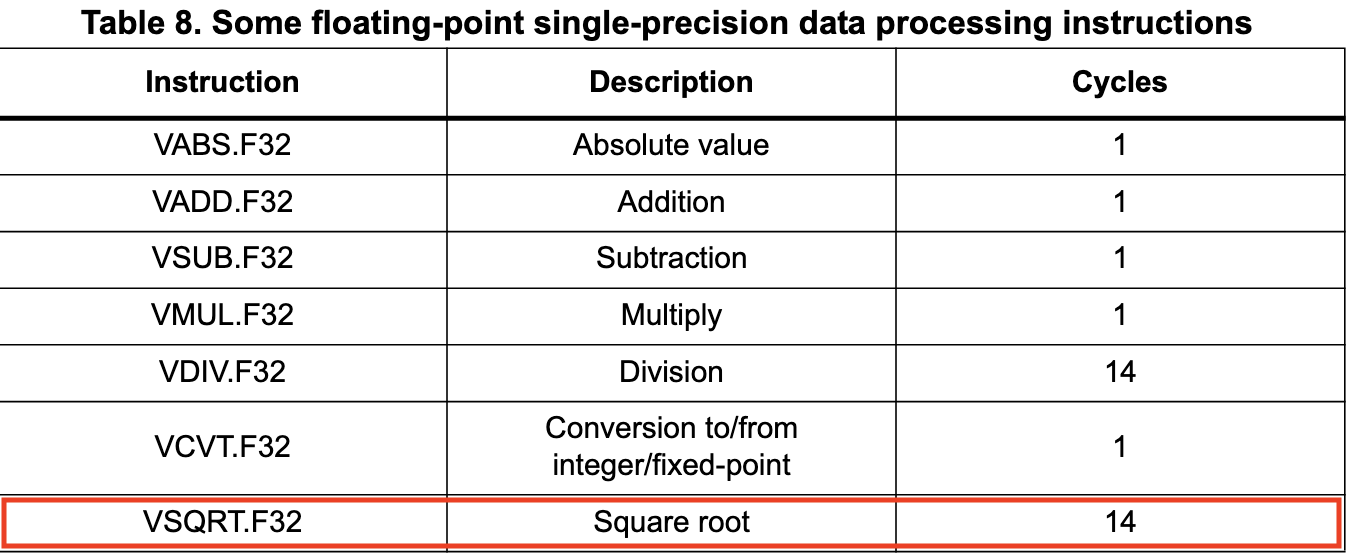 Table 8. Some floating-point single-precision data processing instructions
Instruction Description Cycles
VABS.F32 Absolute value 1
VADD.F32 Addition 1
VSUB.F32 Subtraction 1
VMUL.F32 Multiply 1
VDIV.F32 Division 14
VCVT.F32 Conversion to/from
integer/fixed-point 1
VSQRT.F32 Square root 14